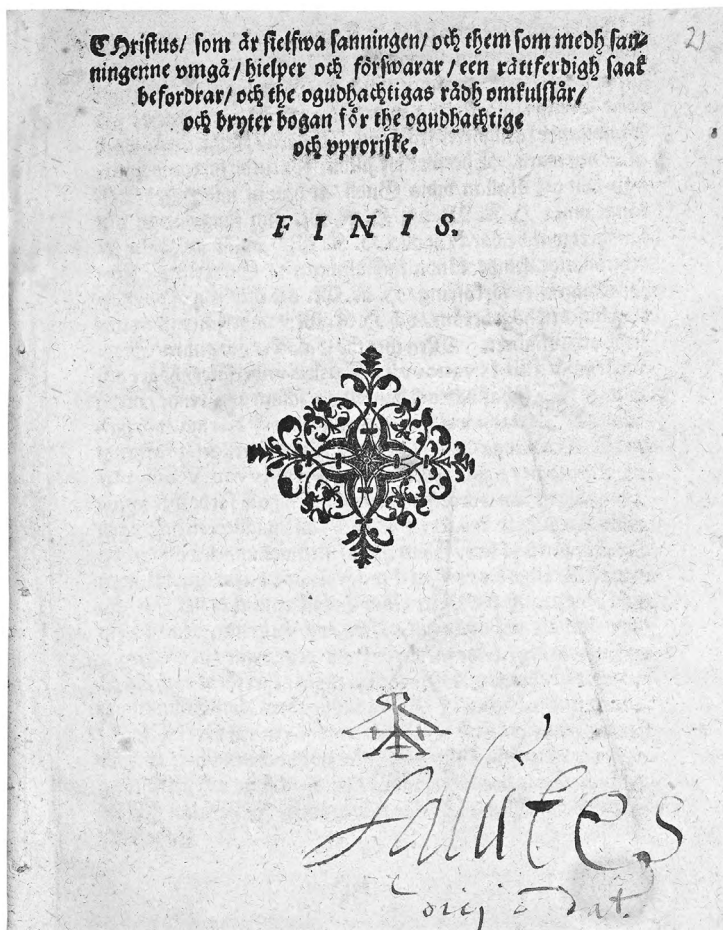 CHristus/ som är sielfwa sanningen/ och them som medh san-
ningenne vmgå/ hielper och förswarar/ een rättferdigh saak
befordrar/ och the ogudhachtigas rådh omkulslår/
och bryter bogan för the ogudhachtige
och vproriske.
21
FINIS.
Salutes